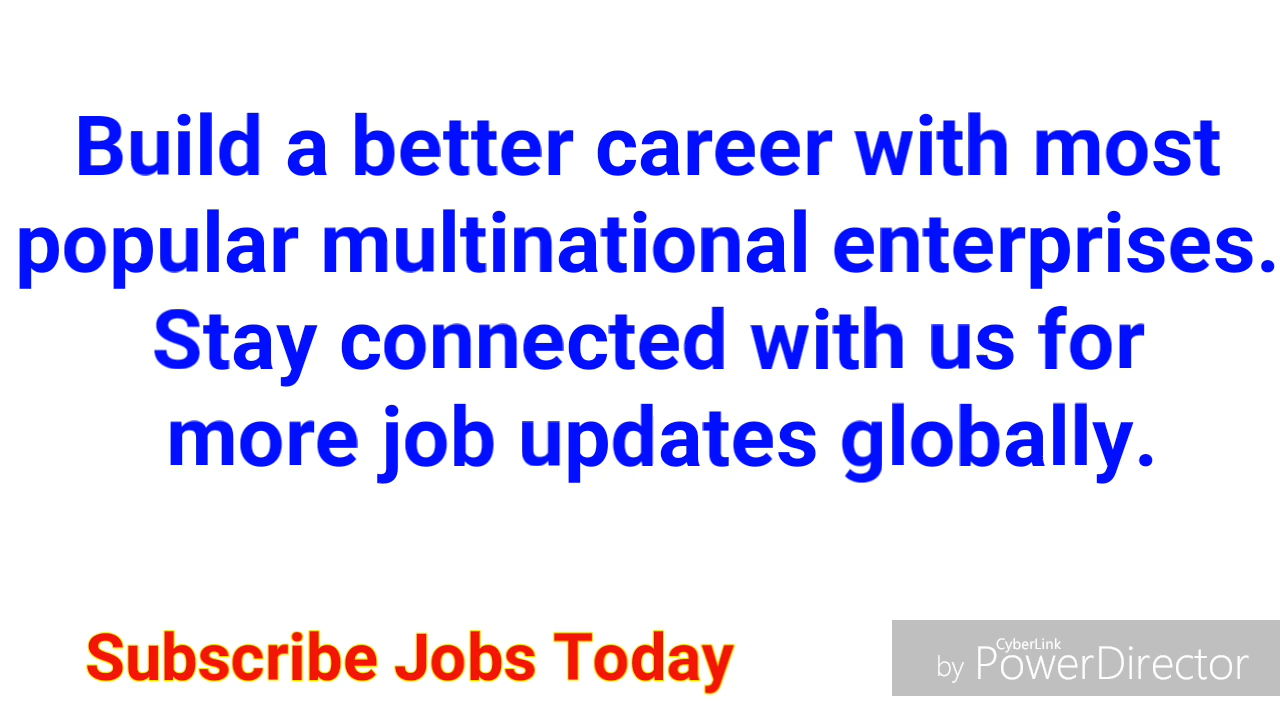 Build a better career with most
popular multinational enterprises.
Stay connected with us for
more job updates globally.
Subscribe Jobs Today
CyberLink
by PowerDirector